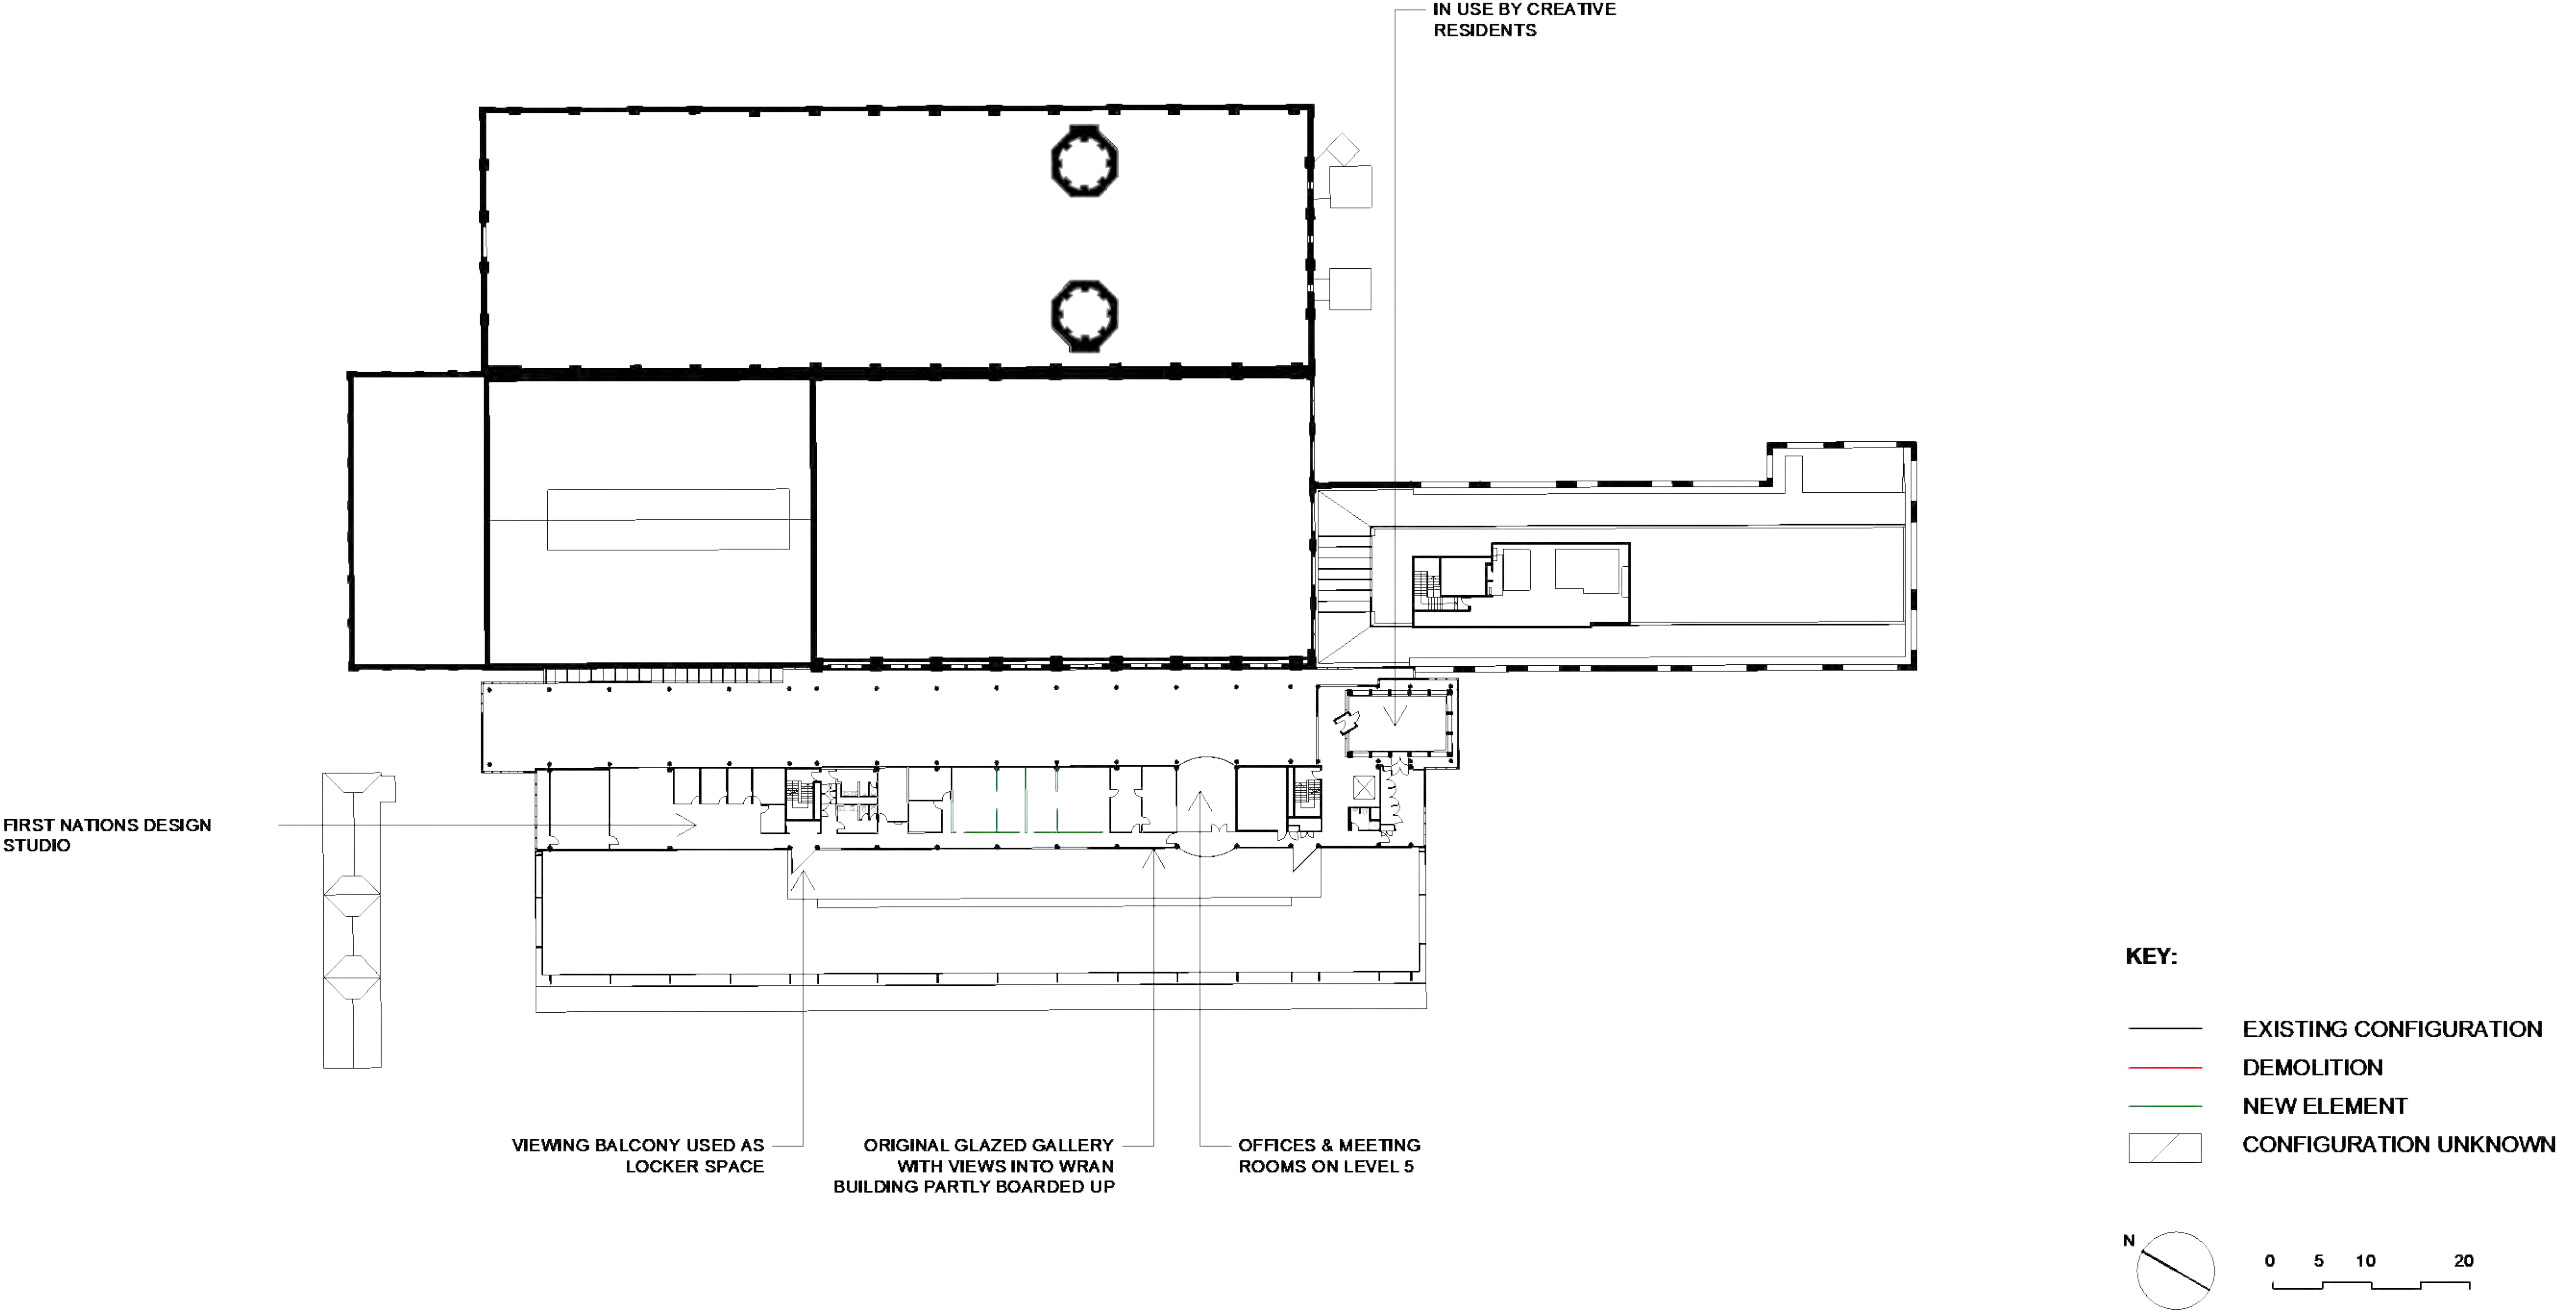 IN USE BY CREATIVE
RESIDENTS
FIRST NATIONS DESIGN
STUDIO
VIEWING BALCONY USED AS
LOCKER SPACE
ORIGINAL GLAZED GALLERY
WITH VIEWS INTO WRAN
BUILDING PARTLY BOARDED UP
OFFICES & MEETING
ROOMS ON LEVEL 5
KEY:
EXISTING CONFIGURATION
DEMOLITION
NEW ELEMENT
CONFIGURATION UNKNOWN
N
0 5 10 20